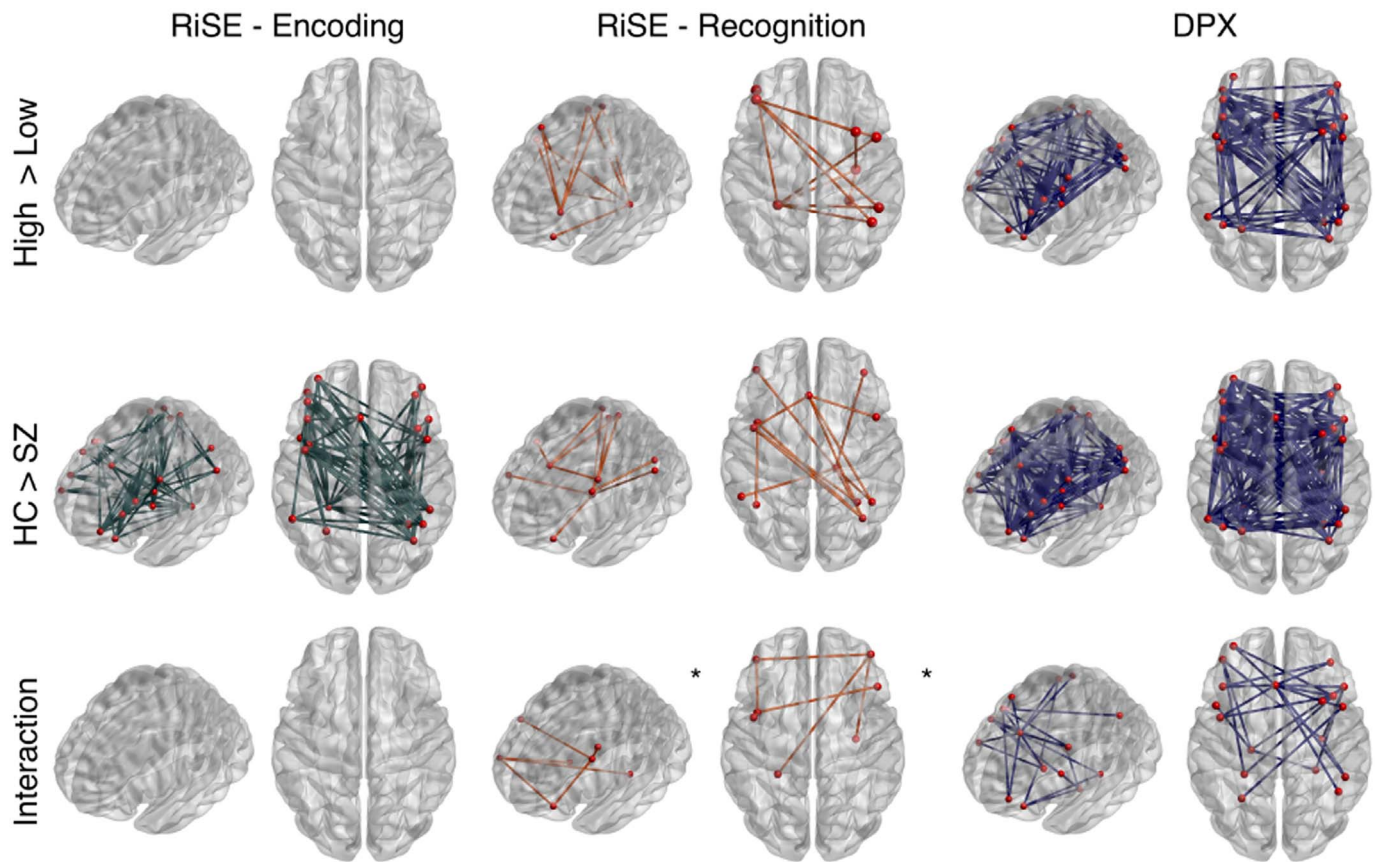 RiSE - Encoding
RiSE - Recognition
DPX
High > Low
HC > SZ
Interaction
*
*